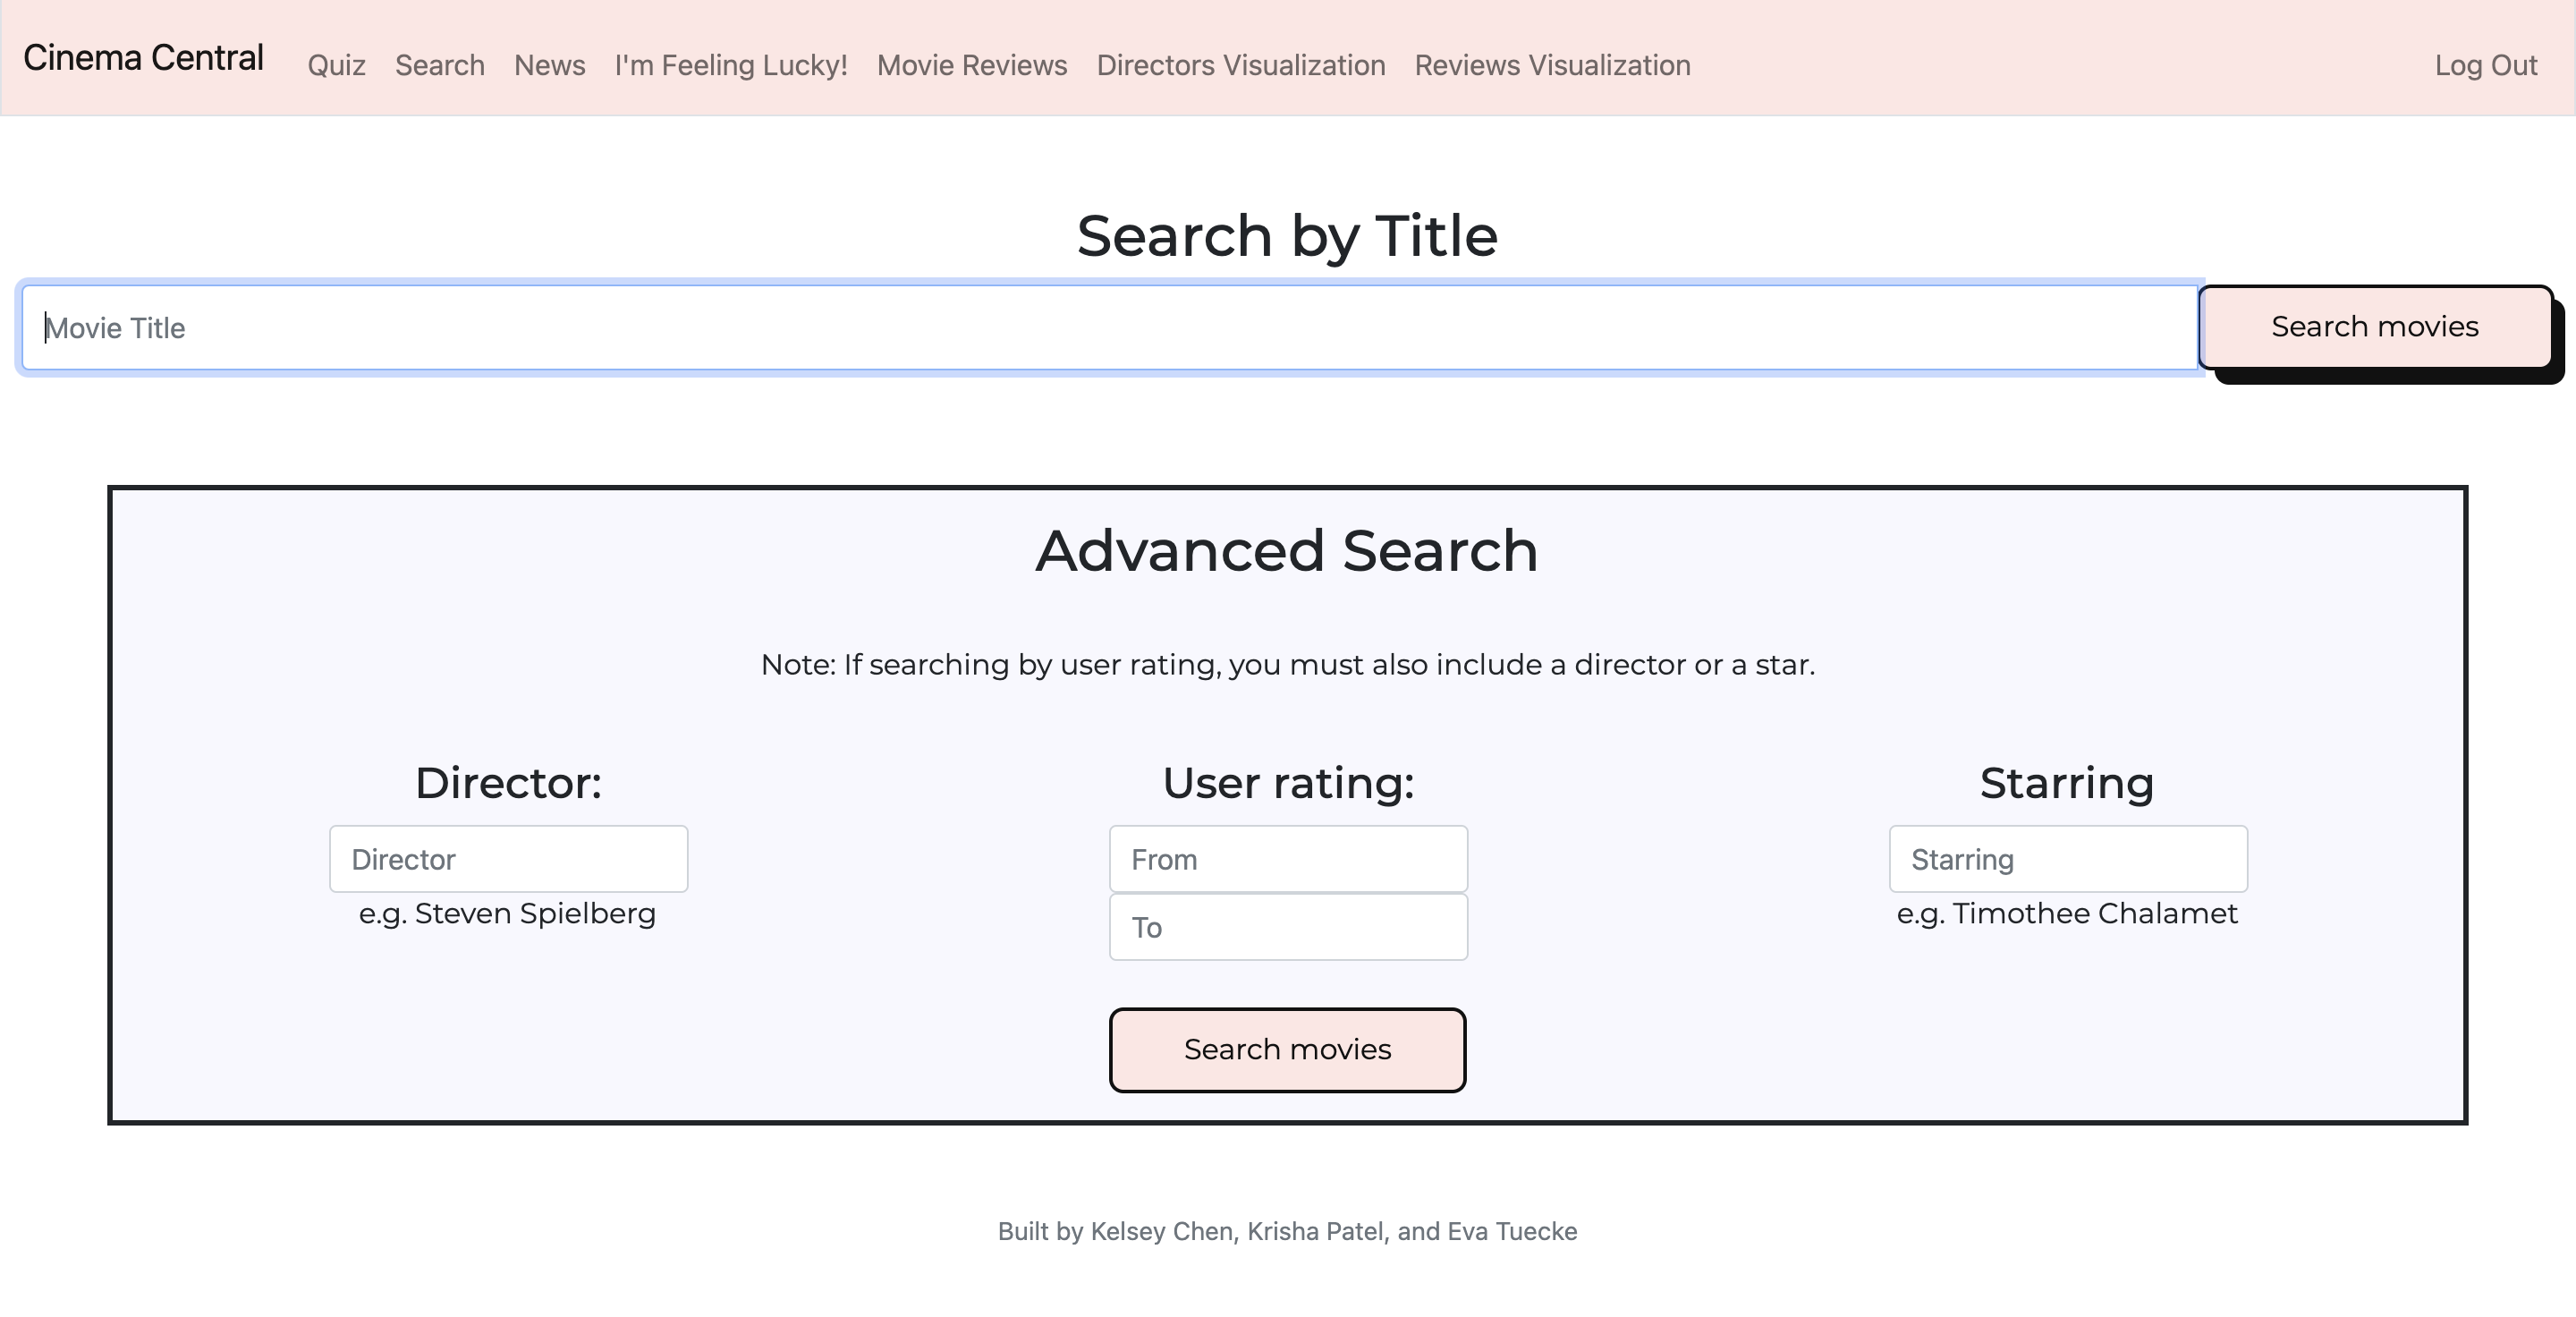 Cinema Central Quiz Search News I'm Feeling Lucky! Movie Reviews Directors Visualization Reviews Visualization Log Out
Search by Title
Movie Title Search movies
Advanced Search
Note: If searching by user rating, you must also include a director or a star.
Director: User rating: Starring
Director From Starring
e.g. Steven Spielberg To e.g. Timothee Chalamet
Search movies
Built by Kelsey Chen, Krisha Patel, and Eva Tuecke